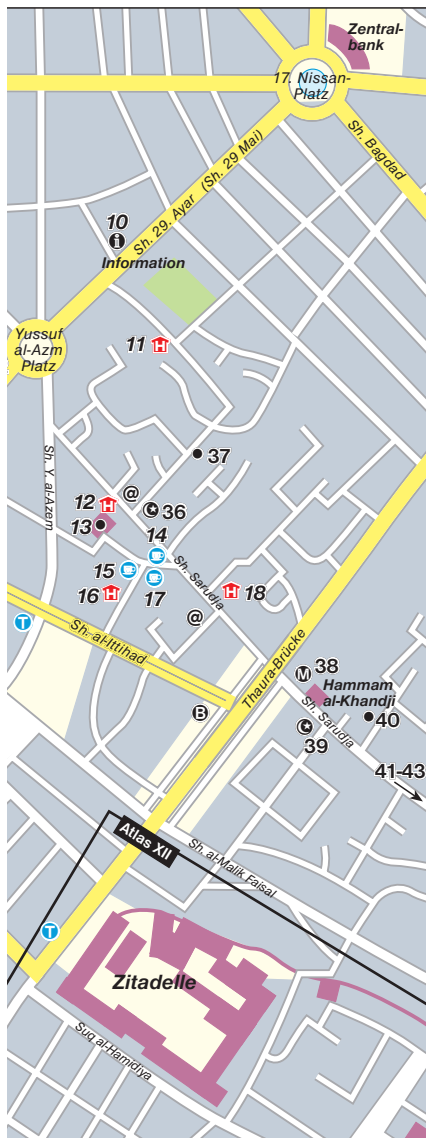 Zentral-
bank
17. Nissan-
Platz
Sh. Bagdad
Sh. 29. Ayar (Sh. 29 Mai)
10
i
Information
Yussuf
al-Azm
Platz
11 H
37
Sh. Y. al-Azem
12 H
@
36
13
14
15
Sh. Sarudja
16 H
17
H 18
T
@
Sh. al-Ittihad
Thaura-Brücke
38
M
Hammam
al-Khandji
B
40
39
Sh. Sarudja
41-43
Atlas XII
Sh. al-Malik Faisal
T
Zitadelle
Suq al-Hamidiya